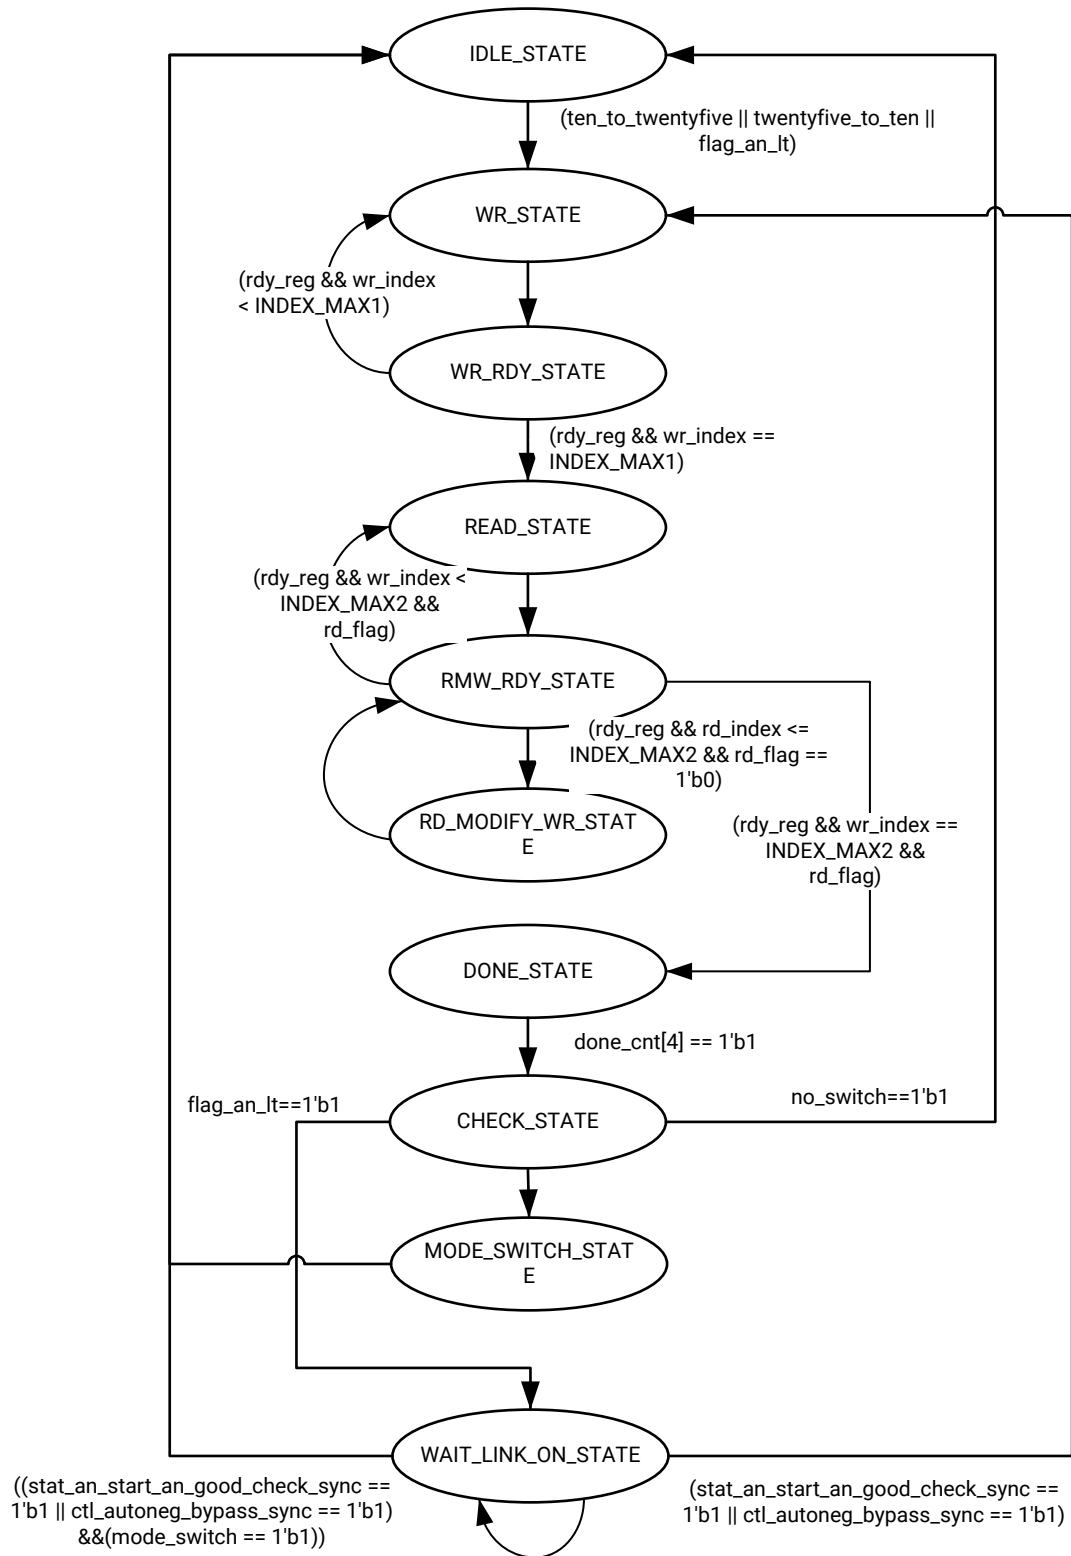 IDLE_STATE
(ten_to_twentyfive || twentyfive_to_ten ||
flag_an_lt)
WR_STATE
(rdy_reg && wr_index
< INDEX_MAX1)
WR_RDY_STATE
(rdy_reg && wr_index ==
INDEX_MAX1)
READ_STATE
(rdy_reg && wr_index <
INDEX_MAX2 &&
rd_flag)
RMW_RDY_STATE
(rdy_reg && rd_index <=
INDEX_MAX2 && rd_flag ==
1'b0)
RD_MODIFY_WR_STAT
E
(rdy_reg && wr_index ==
INDEX_MAX2 &&
rd_flag)
DONE_STATE
done_cnt[4] == 1'b1
flag_an_lt==1'b1
no_switch==1'b1
CHECK_STATE
MODE_SWITCH_STAT
E
WAIT_LINK_ON_STATE
((stat_an_start_an_good_check_sync ==
1'b1 || ctl_autoneg_bypass_sync == 1'b1)
&&(mode_switch == 1'b1))
(stat_an_start_an_good_check_sync ==
1'b1 || ctl_autoneg_bypass_sync == 1'b1)